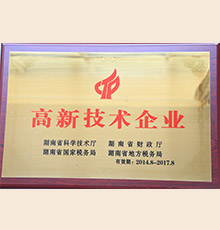 高新技术企业
湖南省科学技术厅 湖南省财政厅
湖南省国家税务局 湖南省地方税务局
有效期：2014.8-2017.8